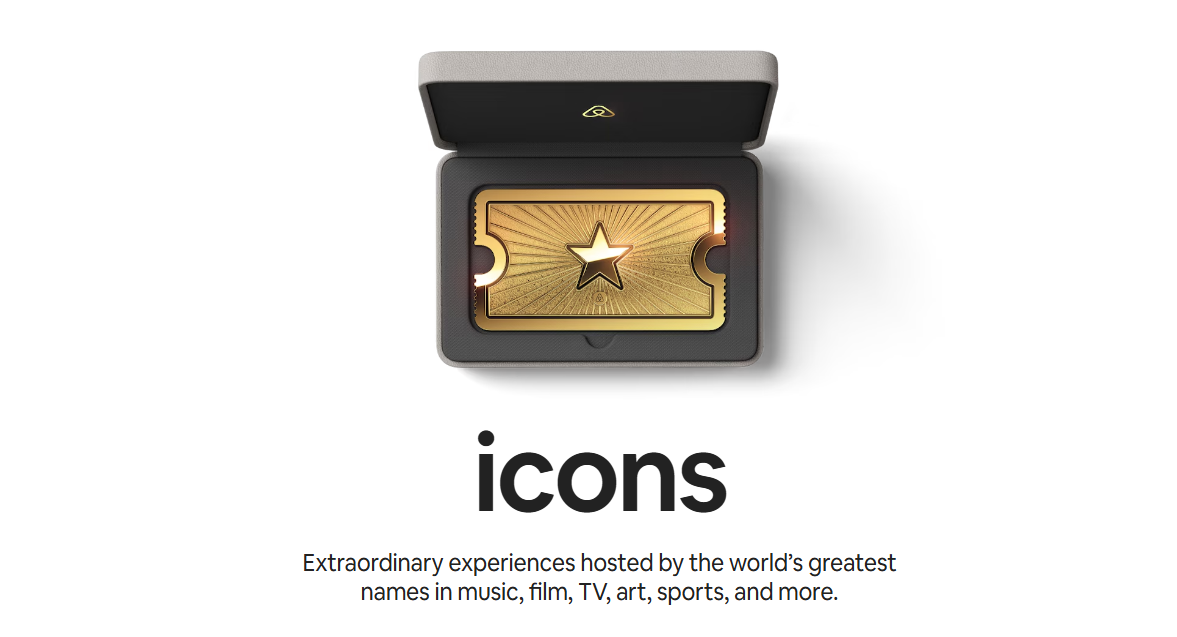 icons
Extraordinary experiences hosted by the world’s greatest
names in music, film, TV, art, sports, and more.